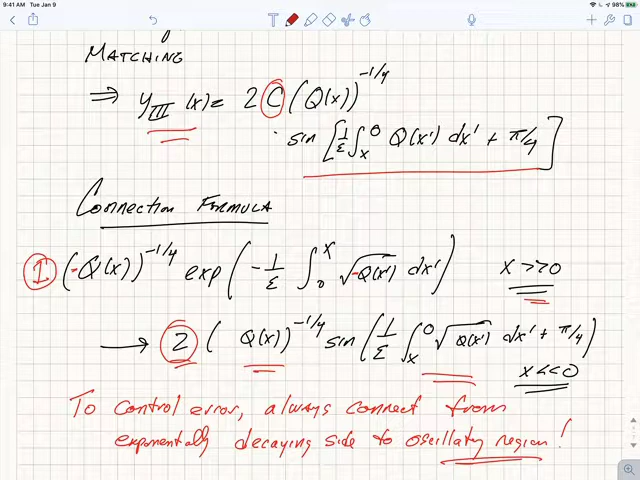 9:41 AM Tue Jan 9
98%
MATCHING
⇒ y_III (x) = 2 C (Q(x))^{-1/4}
sin [ 1/ε ∫_x^0 Q(x') dx' + π/4 ]
CONNECTION FORMULA
① (-Q(x))^{-1/4} exp ( - 1/ε ∫_0^x √-Q(x') dx' ) x >> 0
→ 2 ( Q(x))^{-1/4} sin ( 1/ε ∫_x^0 √Q(x') dx' + π/4 )
x << 0
To control error, always connect from
exponentially decaying side to oscillaty region !